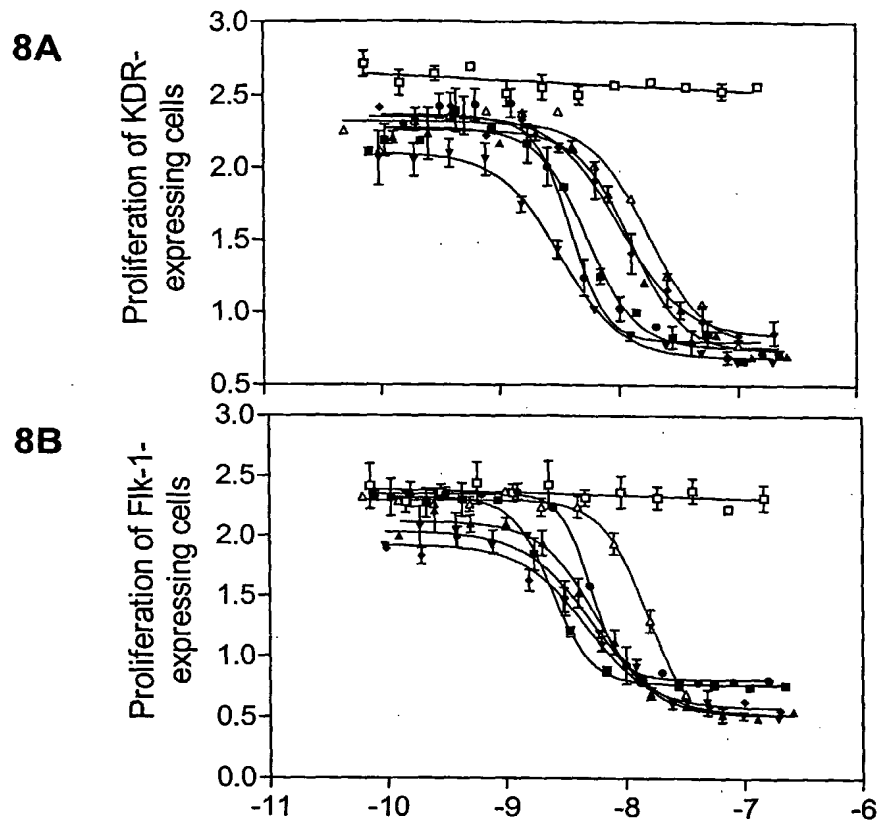 8A
Proliferation of KDR-
expressing cells
3.0
2.5
2.0
1.5
1.0
0.5
8B
Proliferation of Flk-1-
expressing cells
3.0
2.5
2.0
1.5
1.0
0.5
0.0
-11 -10 -9 -8 -7 -6